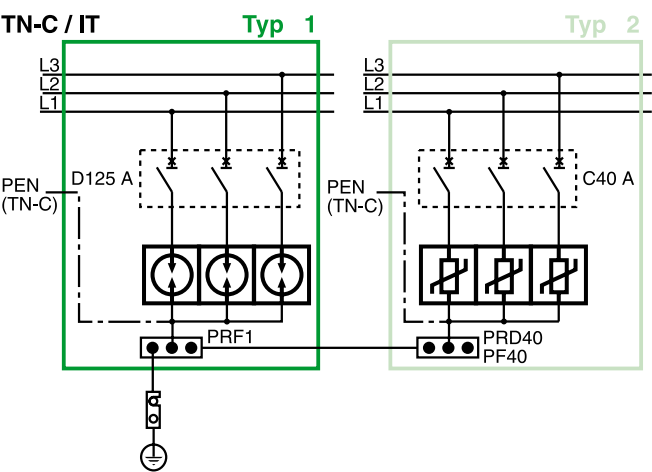 TN-C / IT
Typ 1
Typ 2
L3
L2
L1
L3
L2
L1
D125 A
C40 A
PEN
(TN-C)
PEN
(TN-C)
PRF1
PRD40
PF40